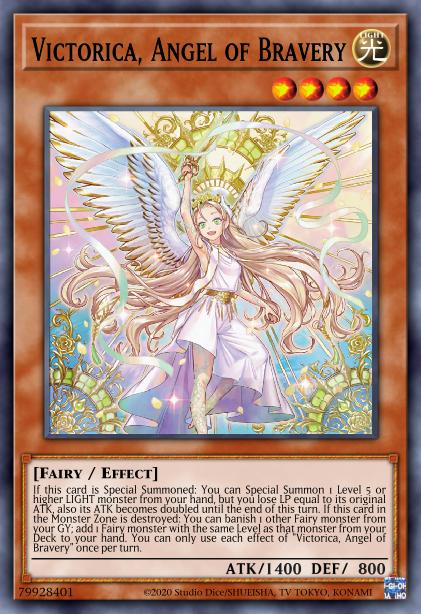 Victorica, Angel of Bravery
LIGHT
光
[Fairy / Effect]
If this card is Special Summoned: You can Special Summon 1 Level 5 or
higher LIGHT monster from your hand, but you lose LP equal to its original
ATK, also its ATK becomes doubled until the end of this turn. If this card in
the Monster Zone is destroyed: You can banish 1 other Fairy monster from
your GY; add 1 Fairy monster with the same Level as that monster from your
Deck to your hand. You can only use each effect of "Victorica, Angel of
Bravery" once per turn.
ATK/1400 DEF/ 800
79928401 ©2020 Studio Dice/SHUEISHA, TV TOKYO, KONAMI